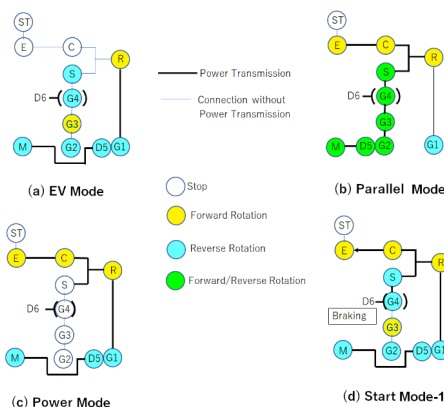 ST
E
C
R
S
D6
G4
G3
M
G2
D5
G1
(a) EV Mode
Power Transmission
Connection without
Power Transmission
ST
E
C
R
S
D6
G4
G3
M
D5
G2
G1
(b) Parallel Mode
Stop
Forward Rotation
Reverse Rotation
Forward/Reverse Rotation
ST
E
C
R
S
D6
G4
G3
M
G2
D5
G1
(c) Power Mode
ST
E
C
R
S
D6
G4
Braking
G3
M
G2
D5
G1
(d) Start Mode-1